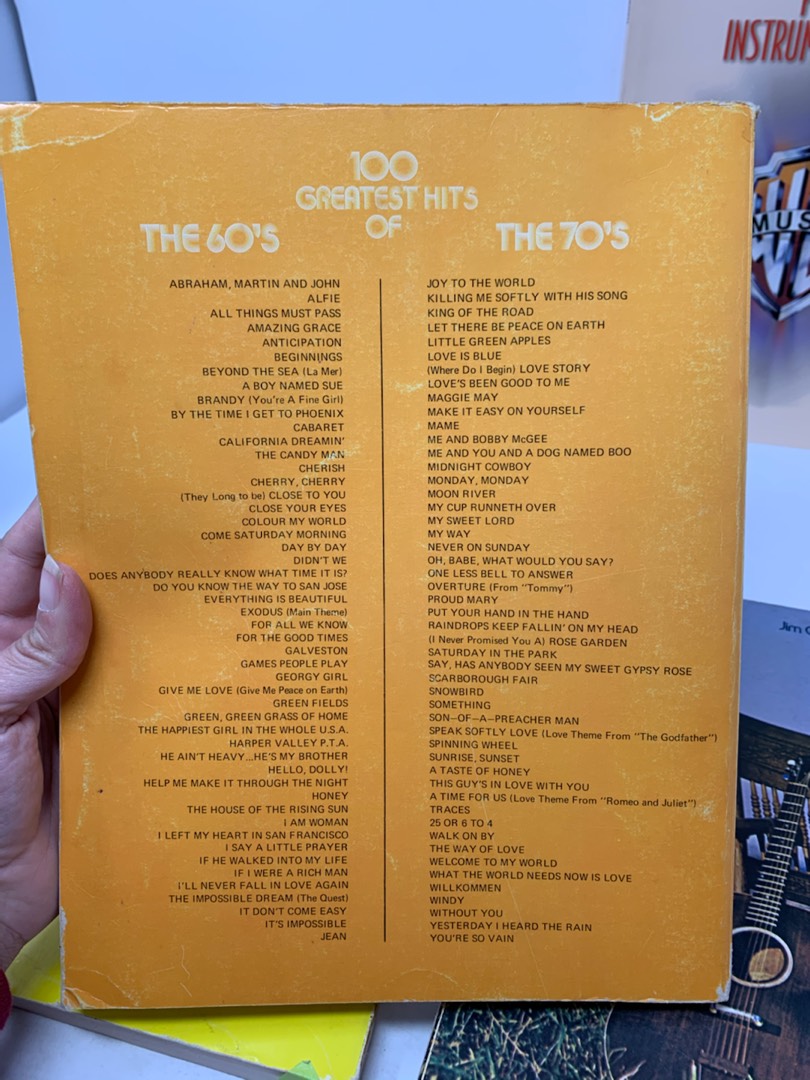 100
GREATEST HITS
OF
THE 60'S
THE 70'S
ABRAHAM, MARTIN AND JOHN
ALFIE
ALL THINGS MUST PASS
AMAZING GRACE
ANTICIPATION
BEGINNINGS
BEYOND THE SEA (La Mer)
A BOY NAMED SUE
BRANDY (You're A Fine Girl)
BY THE TIME I GET TO PHOENIX
CABARET
CALIFORNIA DREAMIN'
THE CANDY MAN
CHERISH
CHERRY, CHERRY
(They Long to be) CLOSE TO YOU
CLOSE YOUR EYES
COLOUR MY WORLD
COME SATURDAY MORNING
DAY BY DAY
DIDN'T WE
DOES ANYBODY REALLY KNOW WHAT TIME IT IS?
DO YOU KNOW THE WAY TO SAN JOSE
EVERYTHING IS BEAUTIFUL
EXODUS (Main Theme)
FOR ALL WE KNOW
FOR THE GOOD TIMES
GALVESTON
GAMES PEOPLE PLAY
GEORGY GIRL
GIVE ME LOVE (Give Me Peace on Earth)
GREEN FIELDS
GREEN, GREEN GRASS OF HOME
THE HAPPIEST GIRL IN THE WHOLE U.S.A.
HARPER VALLEY P.T.A.
HE AIN'T HEAVY...HE'S MY BROTHER
HELLO, DOLLY!
HELP ME MAKE IT THROUGH THE NIGHT
HONEY
THE HOUSE OF THE RISING SUN
I AM WOMAN
I LEFT MY HEART IN SAN FRANCISCO
I SAY A LITTLE PRAYER
IF HE WALKED INTO MY LIFE
IF I WERE A RICH MAN
I'LL NEVER FALL IN LOVE AGAIN
THE IMPOSSIBLE DREAM (The Quest)
IT DON'T COME EASY
IT'S IMPOSSIBLE
JEAN
JOY TO THE WORLD
KILLING ME SOFTLY WITH HIS SONG
KING OF THE ROAD
LET THERE BE PEACE ON EARTH
LITTLE GREEN APPLES
LOVE IS BLUE
(Where Do I Begin) LOVE STORY
LOVE'S BEEN GOOD TO ME
MAGGIE MAY
MAKE IT EASY ON YOURSELF
MAME
ME AND BOBBY McGEE
ME AND YOU AND A DOG NAMED BOO
MIDNIGHT COWBOY
MONDAY, MONDAY
MOON RIVER
MY CUP RUNNETH OVER
MY SWEET LORD
MY WAY
NEVER ON SUNDAY
OH, BABE, WHAT WOULD YOU SAY?
ONE LESS BELL TO ANSWER
OVERTURE (From "Tommy")
PROUD MARY
PUT YOUR HAND IN THE HAND
RAINDROPS KEEP FALLIN' ON MY HEAD
(I Never Promised You A) ROSE GARDEN
SATURDAY IN THE PARK
SAY, HAS ANYBODY SEEN MY SWEET GYPSY ROSE
SCARBOROUGH FAIR
SNOWBIRD
SOMETHING
SON-OF-A-PREACHER MAN
SPEAK SOFTLY LOVE (Love Theme From "The Godfather")
SPINNING WHEEL
SUNRISE, SUNSET
A TASTE OF HONEY
THIS GUY'S IN LOVE WITH YOU
A TIME FOR US (Love Theme From "Romeo and Juliet")
TRACES
25 OR 6 TO 4
WALK ON BY
THE WAY OF LOVE
WELCOME TO MY WORLD
WHAT THE WORLD NEEDS NOW IS LOVE
WILLKOMMEN
WINDY
WITHOUT YOU
YESTERDAY I HEARD THE RAIN
YOU'RE SO VAIN
INSTRU
MUS
Jim